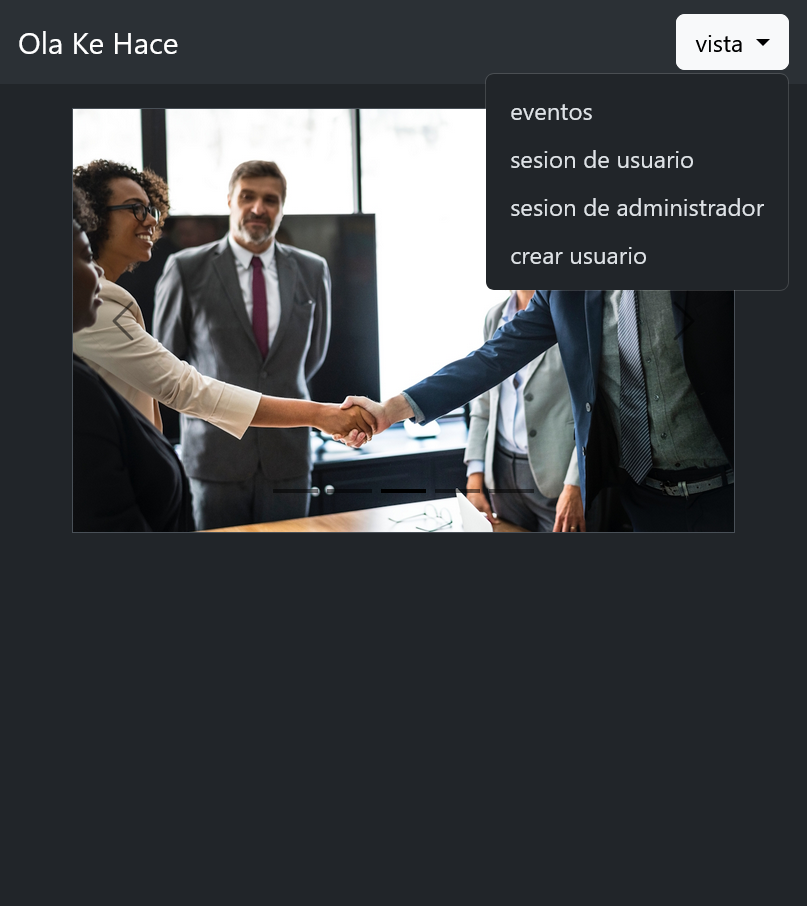 Ola Ke Hace
vista
eventos
sesion de usuario
sesion de administrador
crear usuario